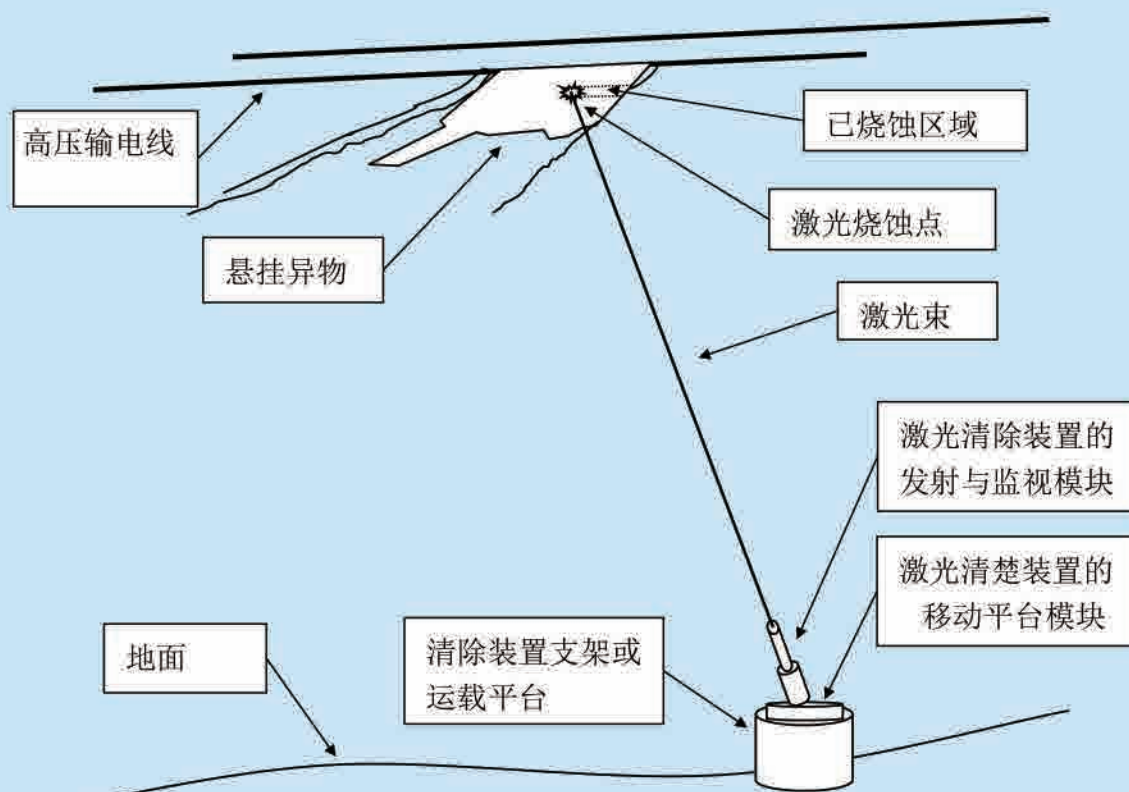 高压输电线
已烧蚀区域
激光烧蚀点
悬挂异物
激光束
激光清除装置的
发射与监视模块
激光清楚装置的
移动平台模块
地面
清除装置支架或
运载平台